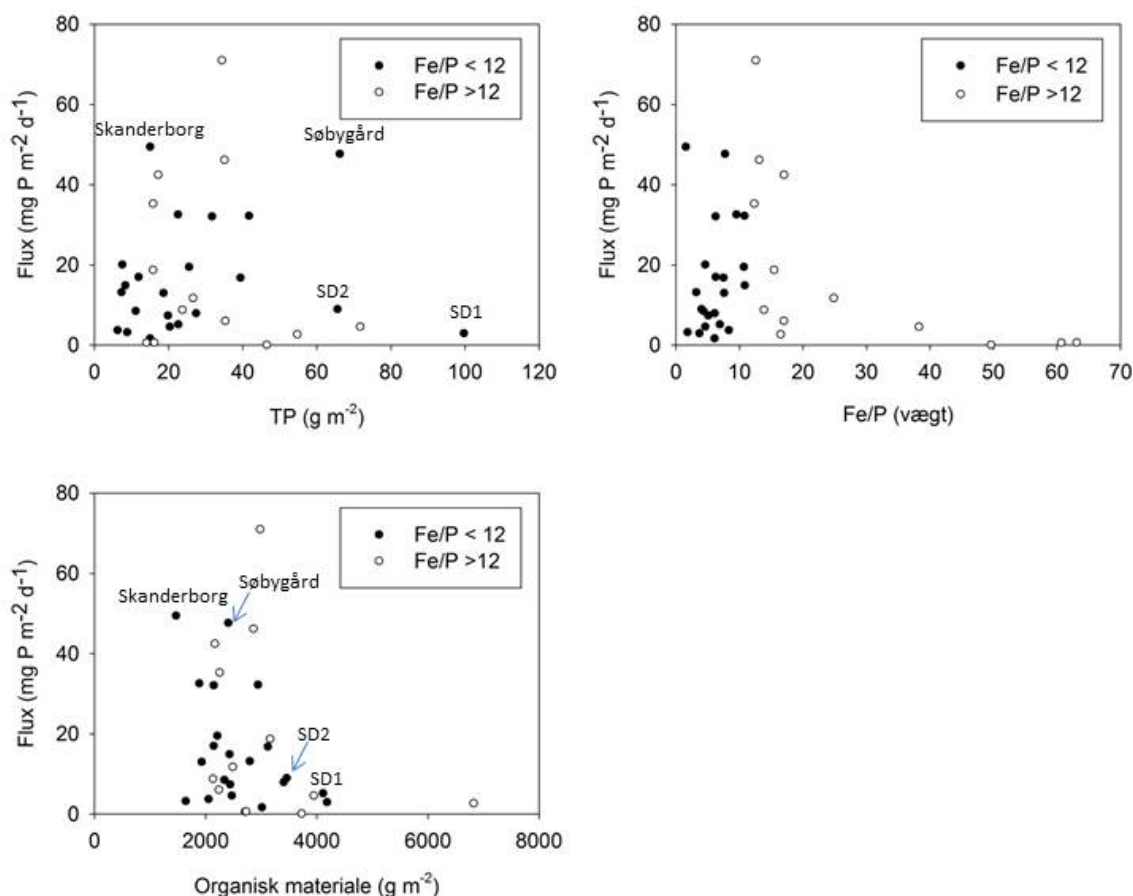 80
60
40
20
0
Flux (mg P m⁻² d⁻¹)
Fe/P < 12
Fe/P >12
Skanderborg
Søbygård
SD2
SD1
0 20 40 60 80 100 120
TP (g m⁻²)
80
60
40
20
0
Flux (mg P m⁻² d⁻¹)
Fe/P < 12
Fe/P >12
0 10 20 30 40 50 60 70
Fe/P (vægt)
80
60
40
20
0
Flux (mg P m⁻² d⁻¹)
Fe/P < 12
Fe/P >12
Søbygård
Skanderborg
SD2
SD1
0 2000 4000 6000 8000
Organisk materiale (g m⁻²)